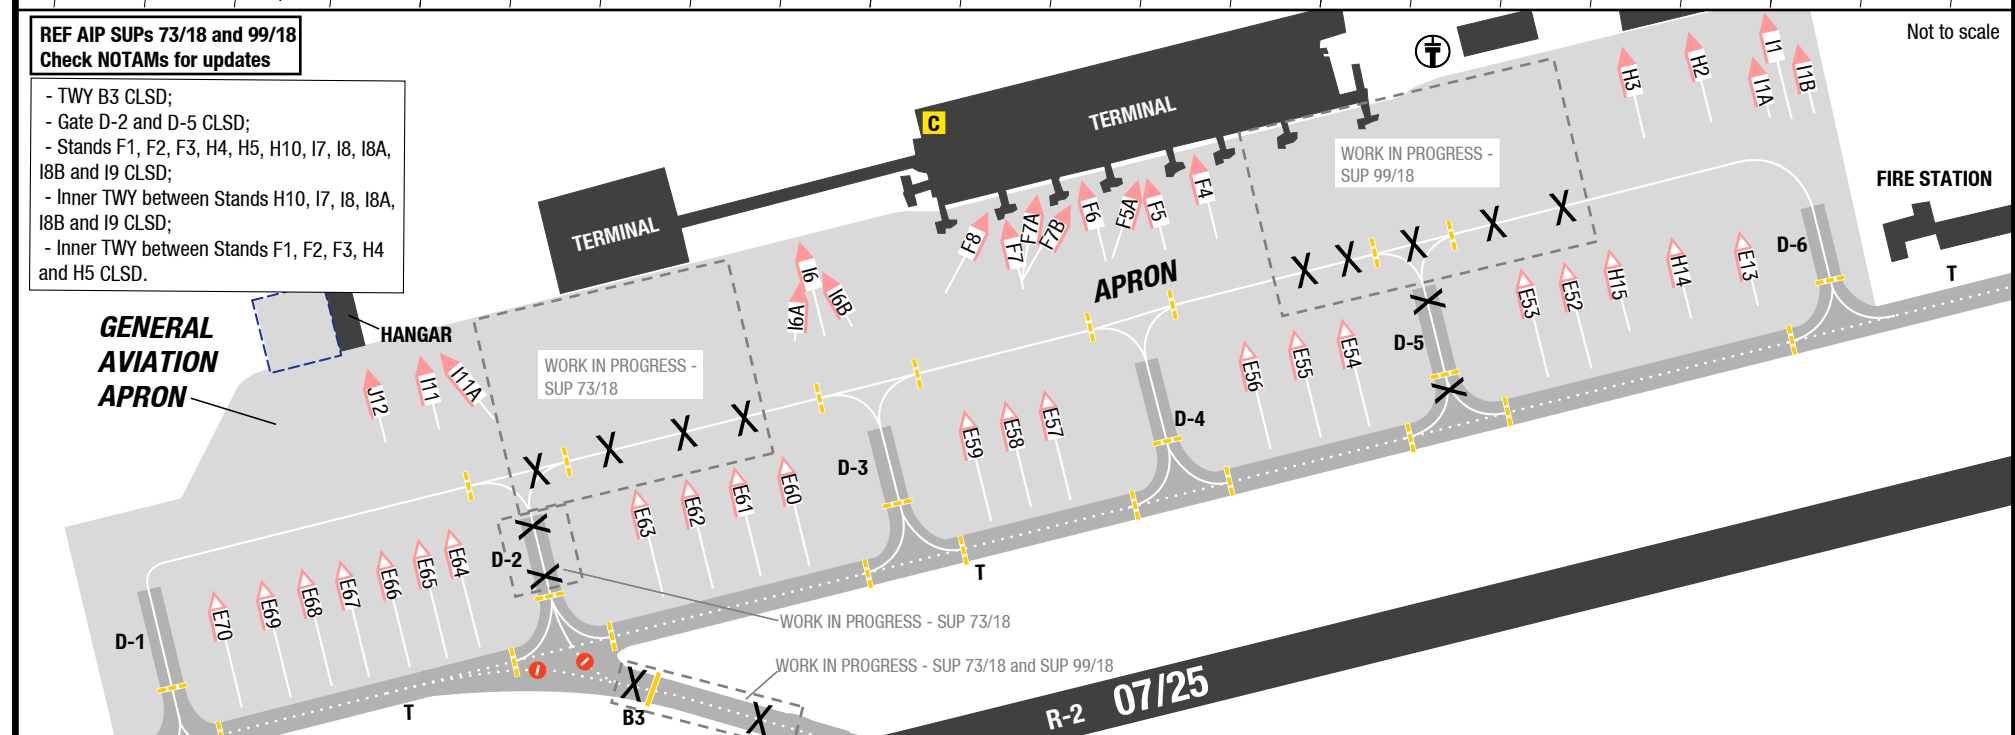 REF AIP SUPs 73/18 and 99/18
Check NOTAMs for updates
- TWY B3 CLSD;
- Gate D-2 and D-5 CLSD;
- Stands F1, F2, F3, H4, H5, H10, I7, I8, I8A,
I8B and I9 CLSD;
- Inner TWY between Stands H10, I7, I8, I8A,
I8B and I9 CLSD;
- Inner TWY between Stands F1, F2, F3, H4
and H5 CLSD.
Not to scale
C
TERMINAL
TERMINAL
T
H3
H2
I1
I1A
I1B
WORK IN PROGRESS -
SUP 99/18
FIRE STATION
T
F8
F7
F7A
F7B
F6
F5A
F5
F4
APRON
I6
I6A
I6B
GENERAL
AVIATION
APRON
HANGAR
J12
I11
I11A
WORK IN PROGRESS -
SUP 73/18
X
X
X
X
X
X
X
X
X
D-6
E53
E52
H15
H14
E13
D-5
X
X
E56
E55
E54
D-4
E59
E58
E57
D-3
E63
E62
E61
E60
D-2
X
X
E70
E69
E68
E67
E66
E65
E64
D-1
T
WORK IN PROGRESS - SUP 73/18
WORK IN PROGRESS - SUP 73/18 and SUP 99/18
X
X
B3
T
R-2 07/25